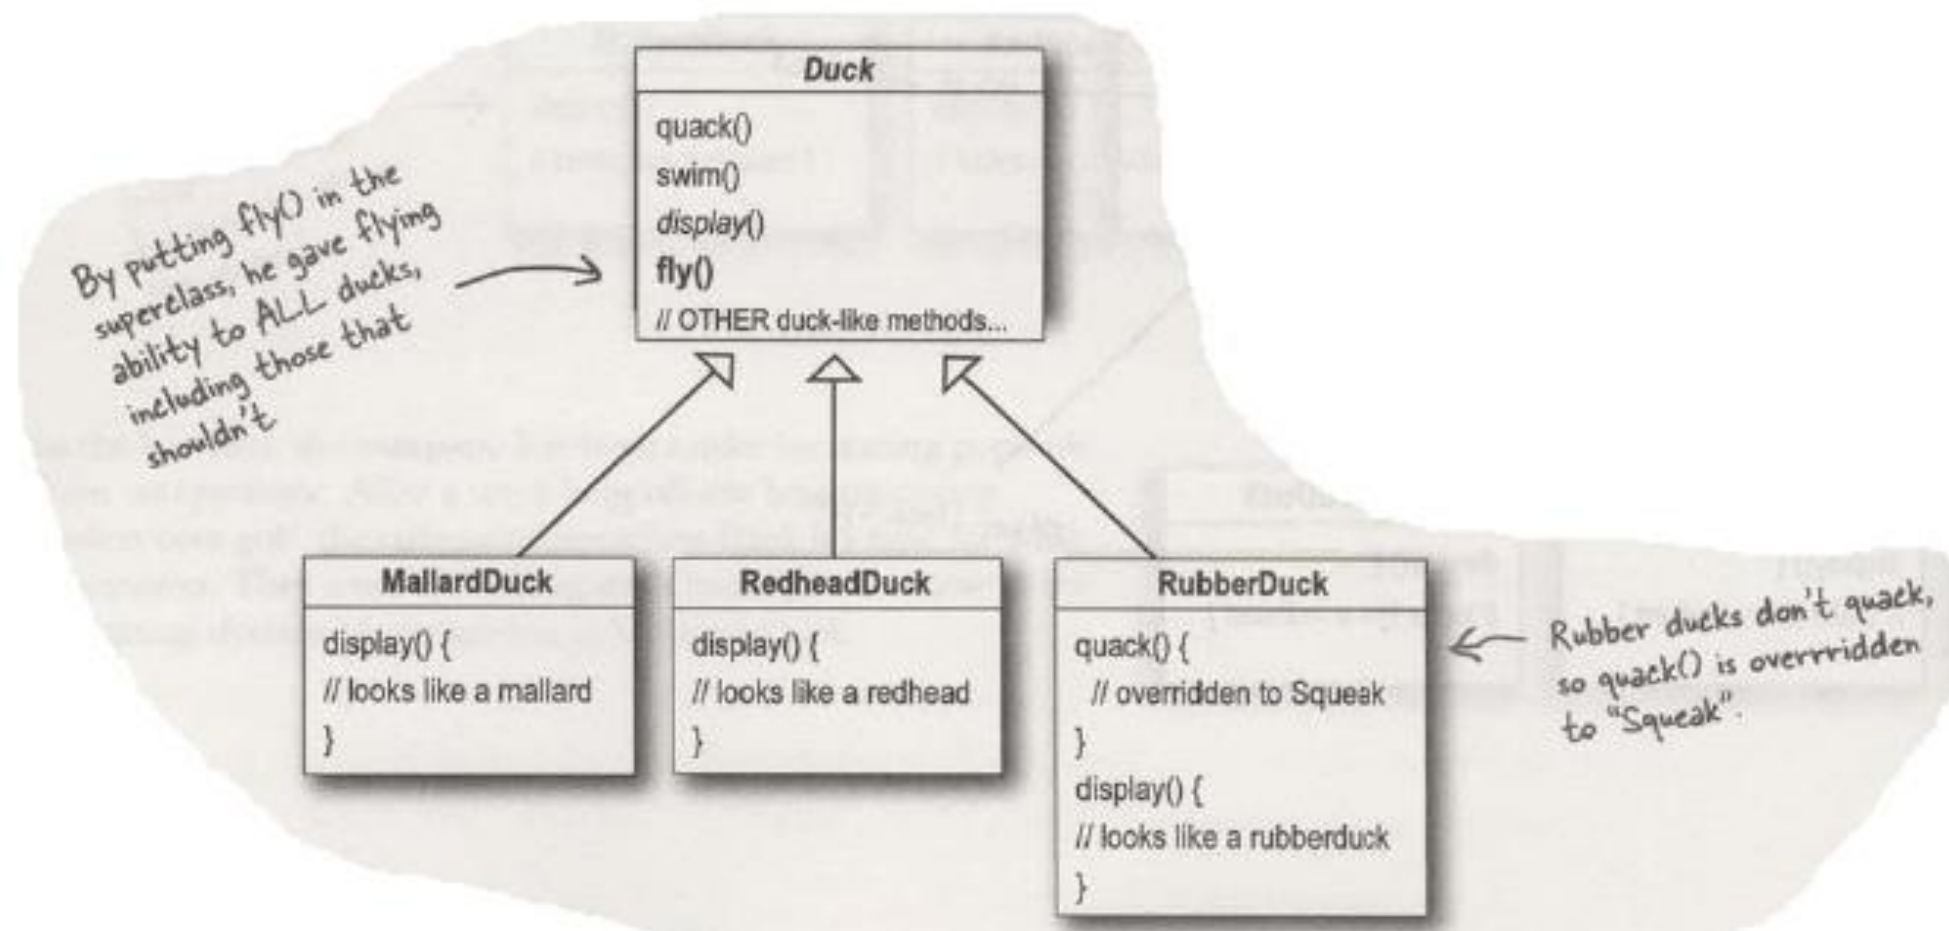 Duck
quack()
swim()
display()
fly()
// OTHER duck-like methods...
By putting fly() in the
superclass, he gave flying
ability to ALL ducks,
including those that
shouldn't
MallardDuck
display() {
// looks like a mallard
}
RedheadDuck
display() {
// looks like a redhead
}
RubberDuck
quack() {
// overridden to Squeak
}
display() {
// looks like a rubberduck
}
Rubber ducks don't quack,
so quack() is overrridden
to "Squeak".